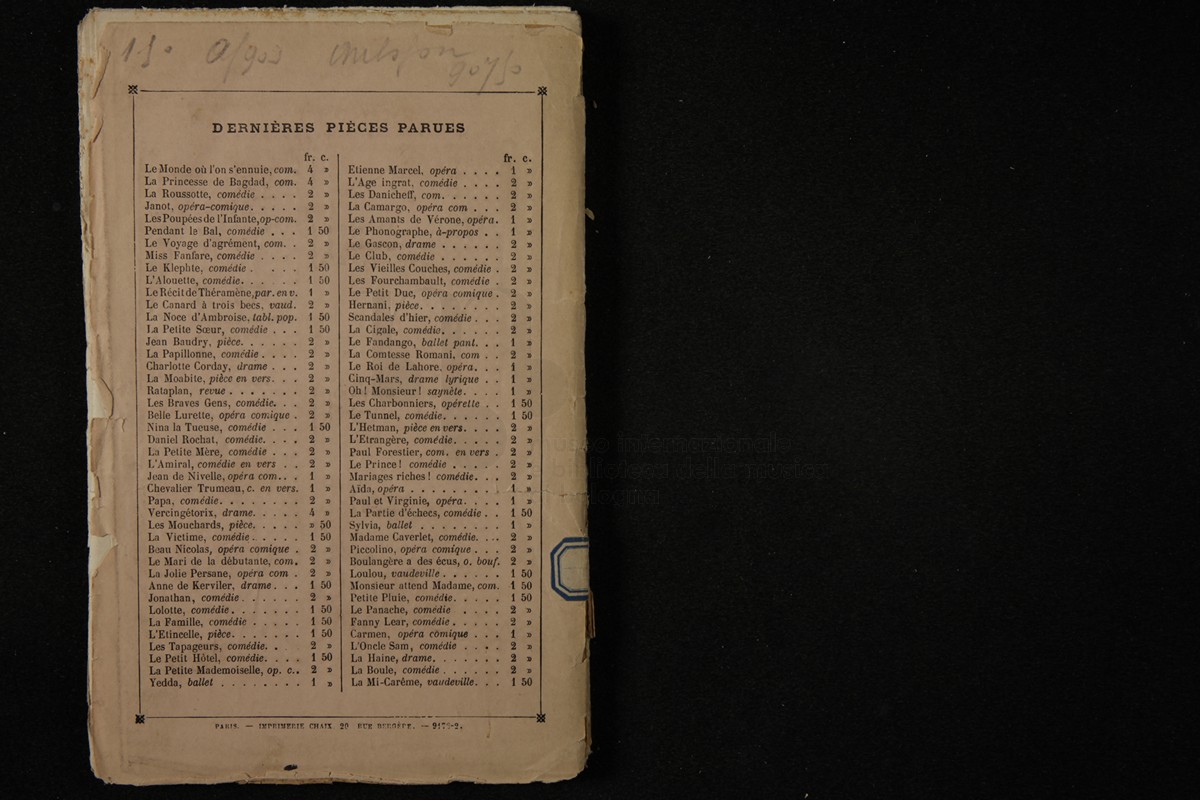 150
DERNIÈRES PIÈCES PARUES
fr. c.
Le Monde où l'on s'ennuie, com. 4 »
La Princesse de Bagdad, com. 4 »
La Roussotte, comédie . . . . 2 »
Janot, opéra-comique. . . . . 2 »
Les Poupées de l'Infante, op-com. 2 »
Pendant le Bal, comédie . . . 1 50
Le Voyage d'agrément, com. . 2 »
Miss Fanfare, comédie . . . . 2 »
Le Klephte, comédie . . . . 1 50
L'Alouette, comédie. . . . . . 1 50
Le Récit de Théramène, par. en v. 1 »
Le Canard à trois becs, vaud. 2 »
La Noce d'Ambroise, tabl. pop. 1 50
La Petite Sœur, comédie . . . 1 50
Jean Baudry, pièce. . . . . . 2 »
La Papillonne, comédie . . . . 2 »
Charlotte Corday, drame . . . 2 »
La Moabite, pièce en vers. . . 2 »
Rataplan, revue . . . . . . . 2 »
Les Braves Gens, comédie. . . 2 »
Belle Lurette, opéra comique . 2 »
Nina la Tueuse, comédie . . . 1 50
Daniel Rochat, comédie. . . . 2 »
La Petite Mère, comédie . . . 2 »
L'Amiral, comédie en vers . . 2 »
Jean de Nivelle, opéra com. . . 1 »
Chevalier Trumeau, c. en vers. 1 »
Papa, comédie. . . . . . . . 2 »
Vercingétorix, drame. . . . . 4 »
Les Mouchards, pièce. . . . . » 50
La Victime, comédie . . . . . 1 50
Beau Nicolas, opéra comique . 2 »
Le Mari de la débutante, com. 2 »
La Jolie Persane, opéra com . 2 »
Anne de Kerviler, drame . . . 1 50
Jonathan, comédie . . . . . . 2 »
Lolotte, comédie . . . . . . . 1 50
La Famille, comédie . . . . . 1 50
L'Etincelle, pièce. . . . . . . 1 50
Les Tapageurs, comédie. . . 2 »
Le Petit Hôtel, comédie. . . . 1 50
La Petite Mademoiselle, op. c.. 2 »
Yedda, ballet . . . . . . . . 1 »
fr. c.
Etienne Marcel, opéra . . . . 1 »
L'Age ingrat, comédie . . . . 2 »
Les Danicheff, com. . . . . . 2 »
La Camargo, opéra com . . . 2 »
Les Amants de Vérone, opéra. 1 »
Le Phonographe, à-propos . . 1 »
Le Gascon, drame . . . . . . 2 »
Le Club, comédie . . . . . . 2 »
Les Vieilles Couches, comédie . 2 »
Les Fourchambault, comédie . 2 »
Le Petit Duc, opéra comique . 2 »
Hernani, pièce. . . . . . . . 2 »
Scandales d'hier, comédie . . . 2 »
La Cigale, comédie. . . . . . 2 »
Le Fandango, ballet pant. . . 1 »
La Comtesse Romani, com . . 2 »
Le Roi de Lahore, opéra. . . 1 »
Cinq-Mars, drame lyrique . . 1 »
Oh! Monsieur! saynète. . . . 1 »
Les Charbonniers, opérette . . 1 50
Le Tunnel, comédie. . . . . . 1 50
L'Hetman, pièce en vers. . . . 2 »
L'Etrangère, comédie. . . . . 2 »
Paul Forestier, com. en vers . 2 »
Le Prince! comédie . . . . . 2 »
Mariages riches! comédie. . . 2 »
Aïda, opéra . . . . . . . . . 1 »
Paul et Virginie, opéra. . . . 1 »
La Partie d'échecs, comédie . . 1 50
Sylvia, ballet . . . . . . . . 1 »
Madame Caverlet, comédie. . . . 2 »
Piccolino, opéra comique . . . 2 »
Boulangère a des écus, o. bouf. 2 »
Loulou, vaudeville . . . . . . 1 50
Monsieur attend Madame, com. 1 50
Petite Pluie, comédie. . . . . 1 50
Le Panache, comédie . . . . 2 »
Fanny Lear, comédie . . . . . 2 »
Carmen, opéra comique . . . 1 »
L'Oncle Sam, comédie . . . . 2 »
La Haine, drame. . . . . . . 2 »
La Boule, comédie . . . . . . 2 »
La Mi-Carême, vaudeville. . . 1 50
PARIS. — IMPRIMERIE CHAIX, 20 RUE BERGÈRE. —